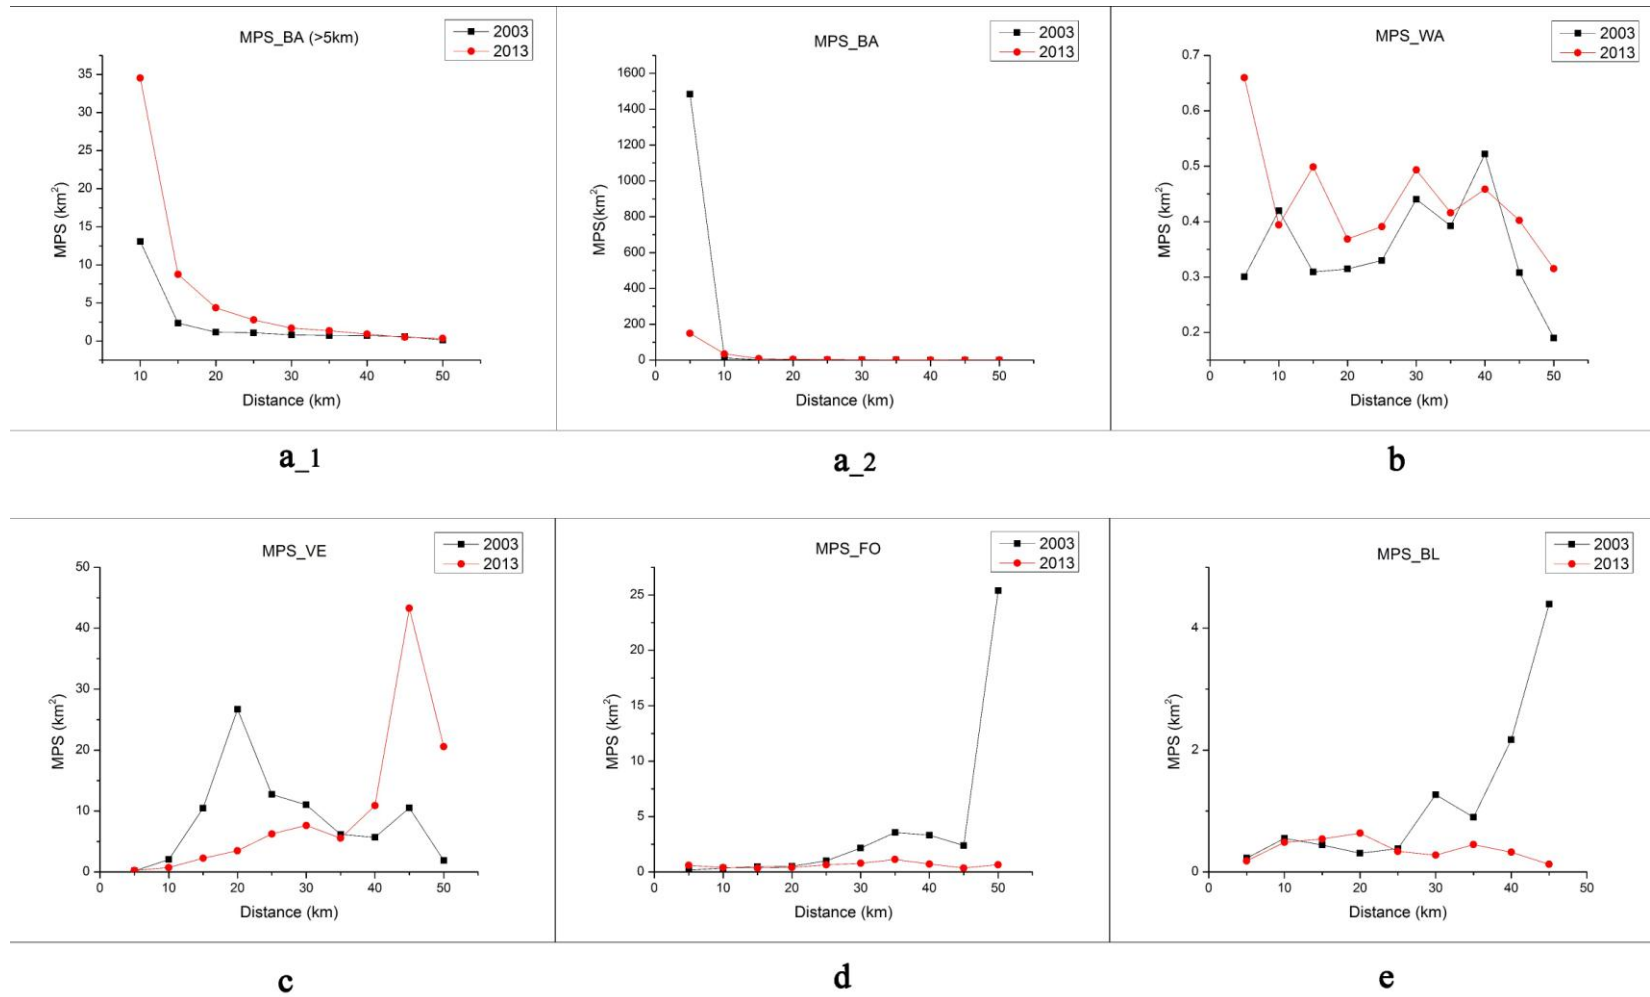 MPS_BA (>5km)
2003
2013
35
30
25
20
15
10
5
0
MPS (km²)
10 20 30 40 50
Distance (km)
a_1
MPS_BA
2003
2013
1600
1400
1200
1000
800
600
400
200
0
MPS(km²)
0 10 20 30 40 50
Distance (km)
a_2
MPS_WA
2003
2013
0.7
0.6
0.5
0.4
0.3
0.2
MPS (km²)
0 10 20 30 40 50
Distance (km)
b
MPS_VE
2003
2013
50
40
30
20
10
0
MPS (km²)
0 10 20 30 40 50
Distance (km)
c
MPS_FO
2003
2013
25
20
15
10
5
0
MPS (km²)
0 10 20 30 40 50
Distance (km)
d
MPS_BL
2003
2013
4
2
0
MPS (km²)
0 10 20 30 40 50
Distance (km)
e